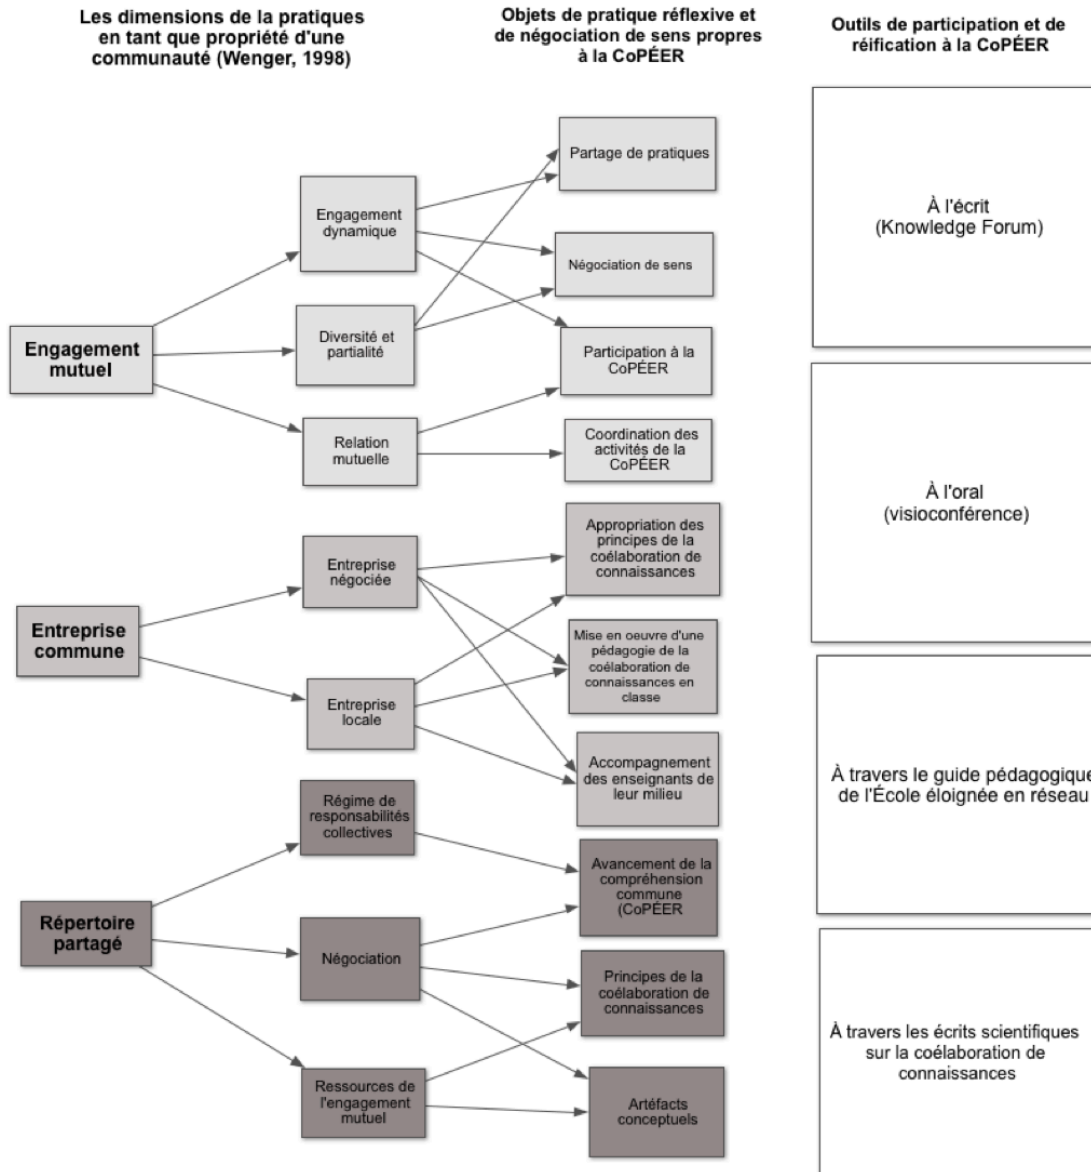 Les dimensions de la pratiques
en tant que propriété d'une
communauté (Wenger, 1998)
Objets de pratique réflexive et
de négociation de sens propres
à la CoPÉER
Outils de participation et de
réification à la CoPÉER
Engagement
mutuel
Engagement
dynamique
Diversité et
partialité
Relation
mutuelle
Partage de pratiques
Négociation de sens
Participation à la
CoPÉER
Coordination des
activités de la
CoPÉER
Entreprise
commune
Entreprise
négociée
Entreprise
locale
Appropriation des
principes de la
coélaboration de
connaissances
Mise en oeuvre d'une
pédagogie de la
coélaboration de
connaissances en
classe
Accompagnement
des enseignants de
leur milieu
Répertoire
partagé
Régime de
responsabilités
collectives
Négociation
Ressources de
l'engagement
mutuel
Avancement de la
compréhension
commune
(CoPÉER
Principes de la
coélaboration de
connaissances
Artéfacts
conceptuels
À l'écrit
(Knowledge Forum)
À l'oral
(visioconférence)
À travers le guide pédagogique
de l'École éloignée en réseau
À travers les écrits scientifiques
sur la coélaboration de
connaissances